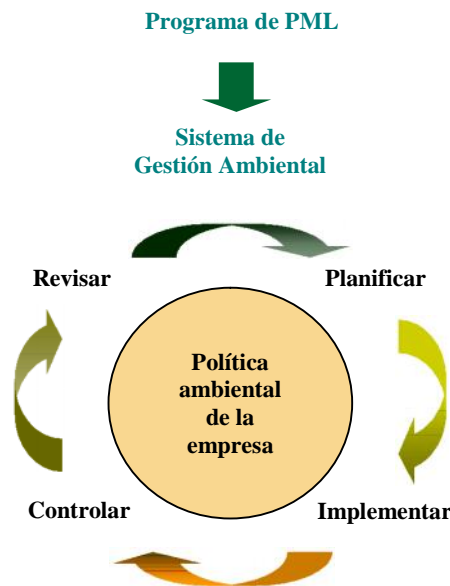 Programa de PML
Sistema de
Gestión Ambiental
Revisar
Planificar
Política
ambiental
de la
empresa
Controlar
Implementar